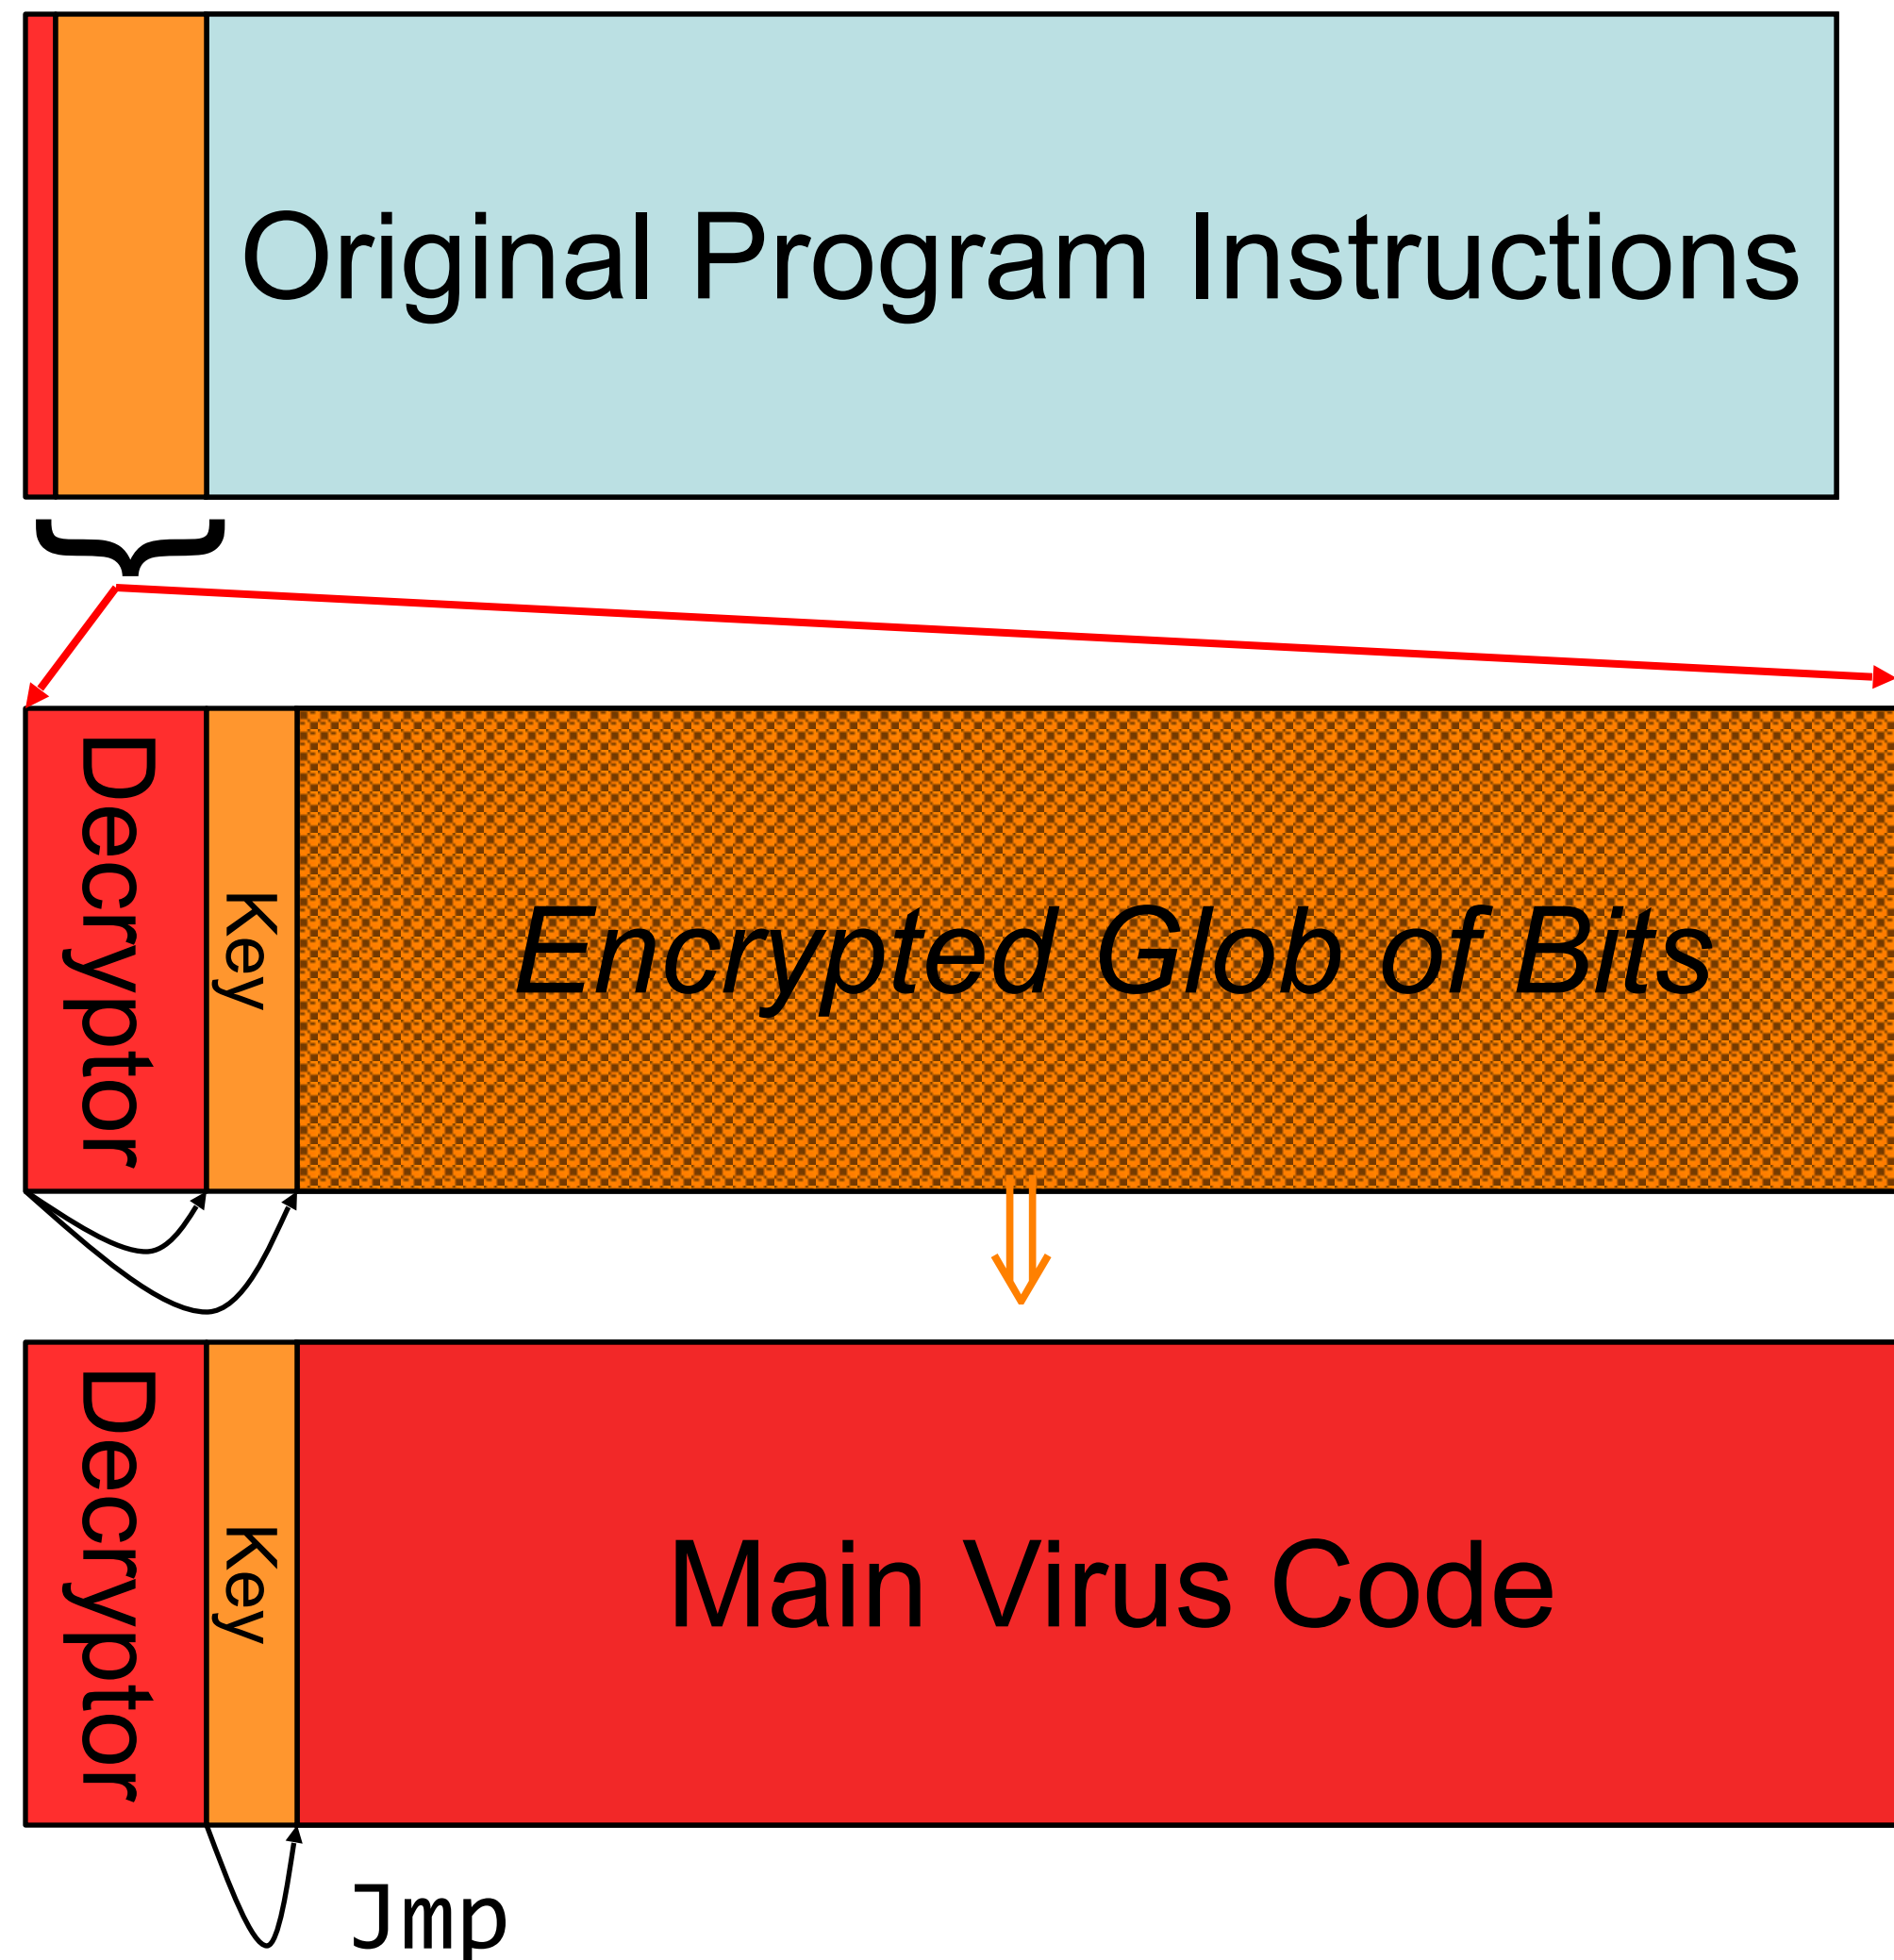 Original Program Instructions
Decryptor
Key
Encrypted Glob of Bits
Decryptor
Key
Main Virus Code
Jmp